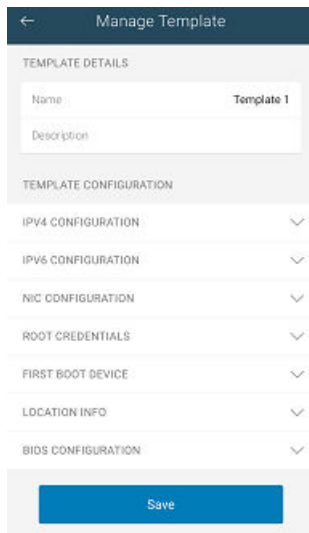 Manage Template
TEMPLATE DETAILS
Name Template 1
Description
TEMPLATE CONFIGURATION
IPV4 CONFIGURATION
IPV6 CONFIGURATION
NIC CONFIGURATION
ROOT CREDENTIALS
FIRST BOOT DEVICE
LOCATION INFO
BIOS CONFIGURATION
Save